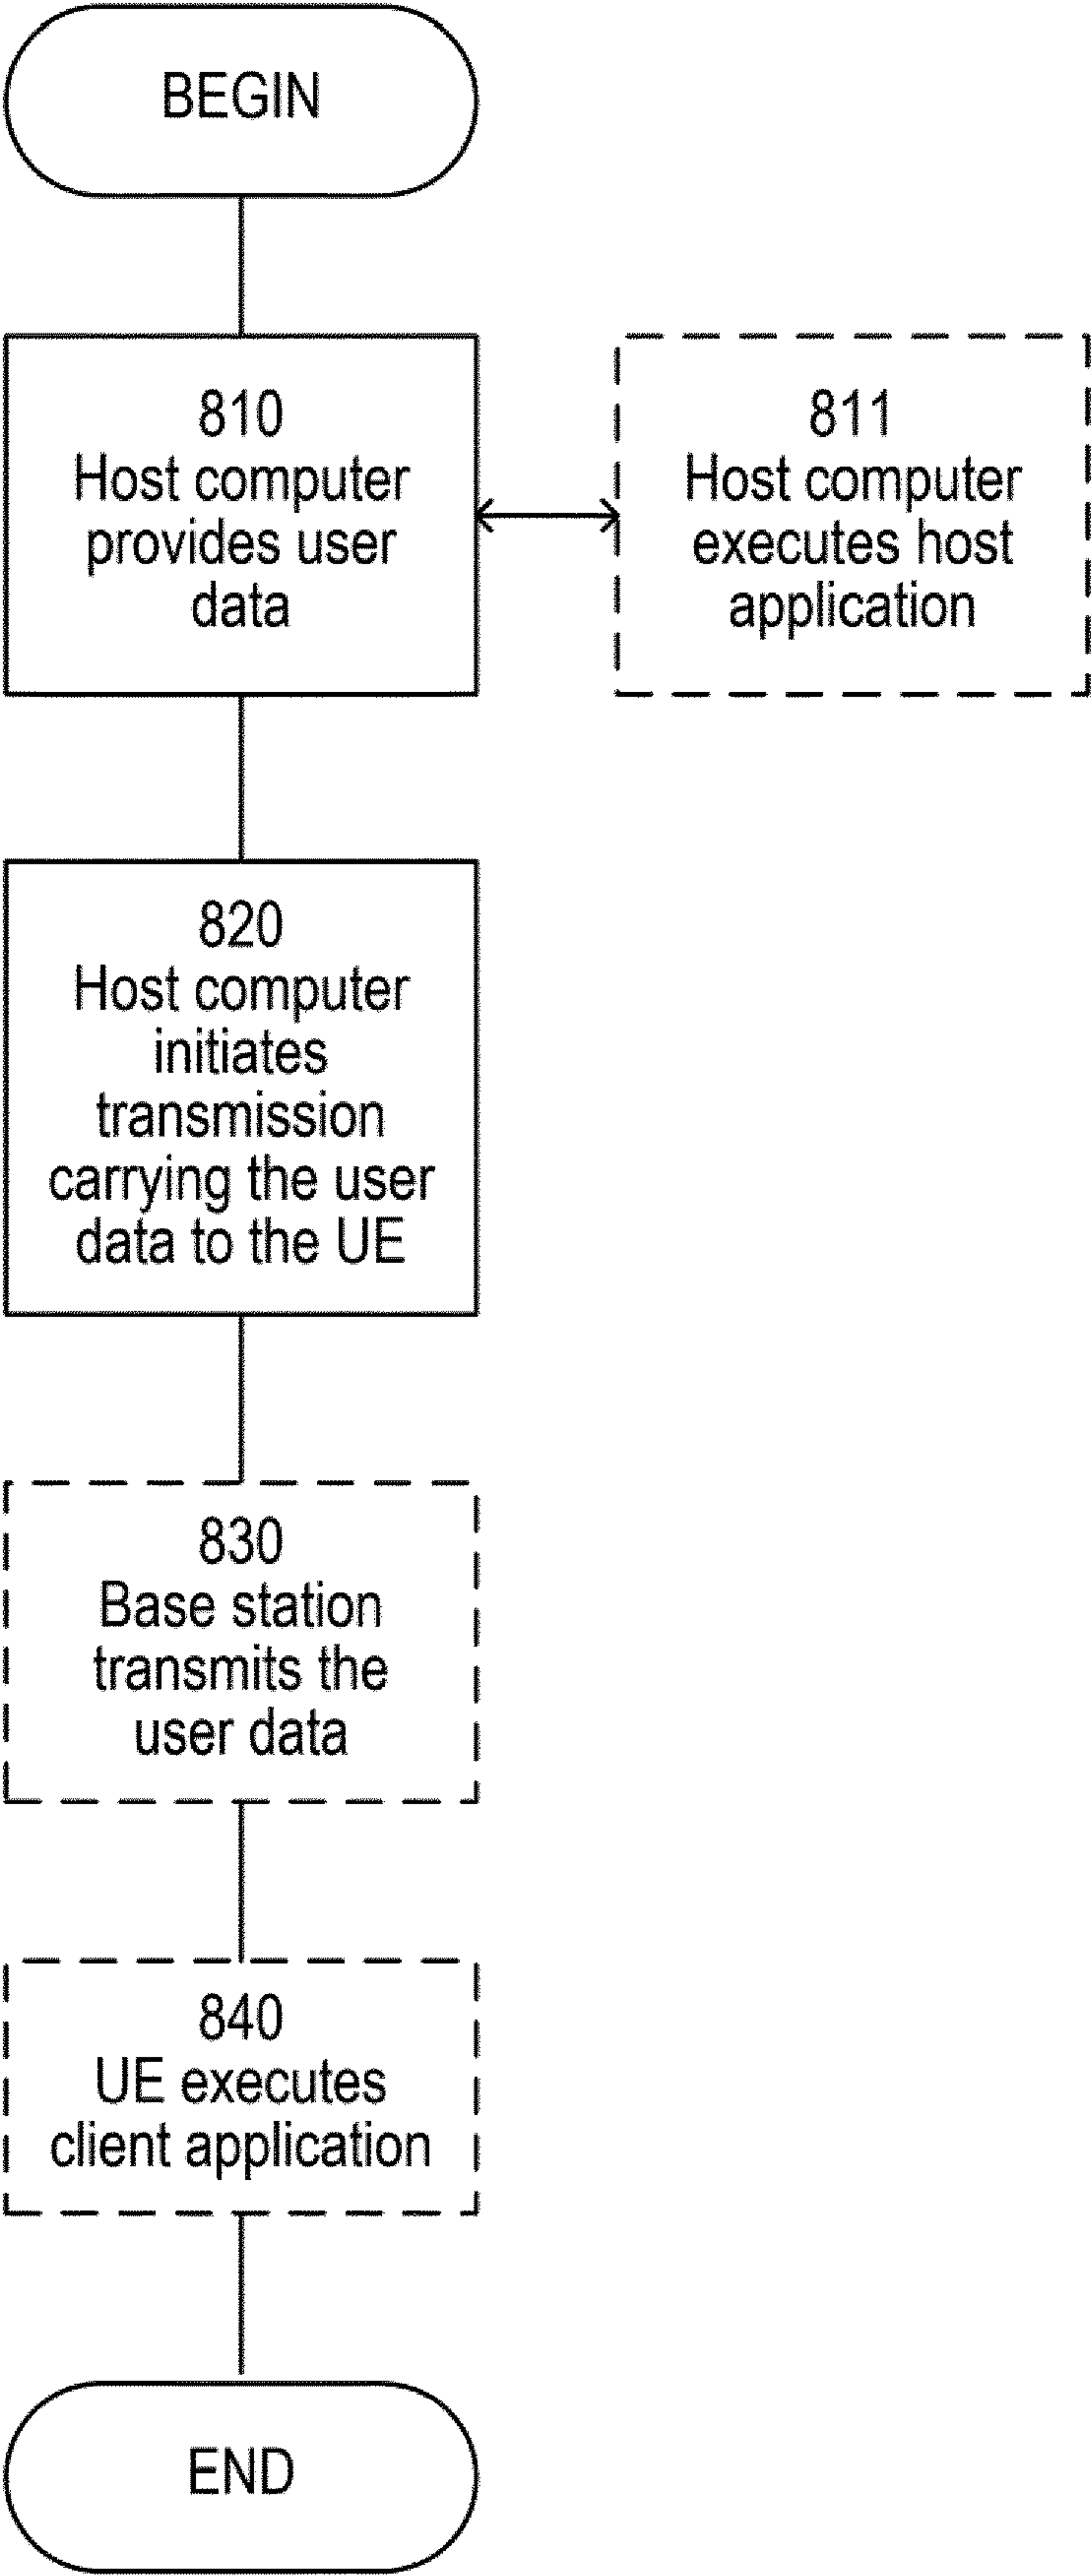 BEGIN
810
Host computer
provides user
data
811
Host computer
executes host
application
820
Host computer
initiates
transmission
carrying the user
data to the UE
830
Base station
transmits the
user data
840
UE executes
client application
END